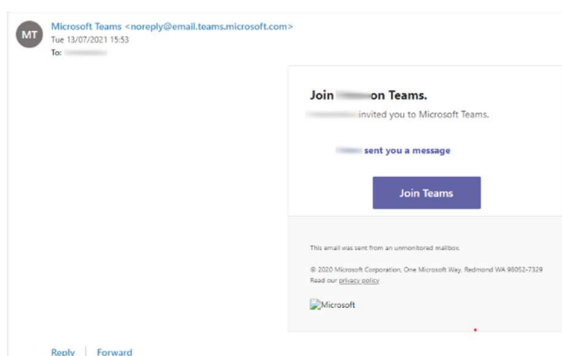 MT
Microsoft Teams <noreply@email.teams.microsoft.com>
Tue 13/07/2021 15:53
To:
Join on Teams.
invited you to Microsoft Teams.
sent you a message
Join Teams
This email was sent from an unmonitored mailbox
© 2020 Microsoft Corporation, One Microsoft Way, Redmond WA 98052-7329
Read our privacy policy
Microsoft
Reply | Forward